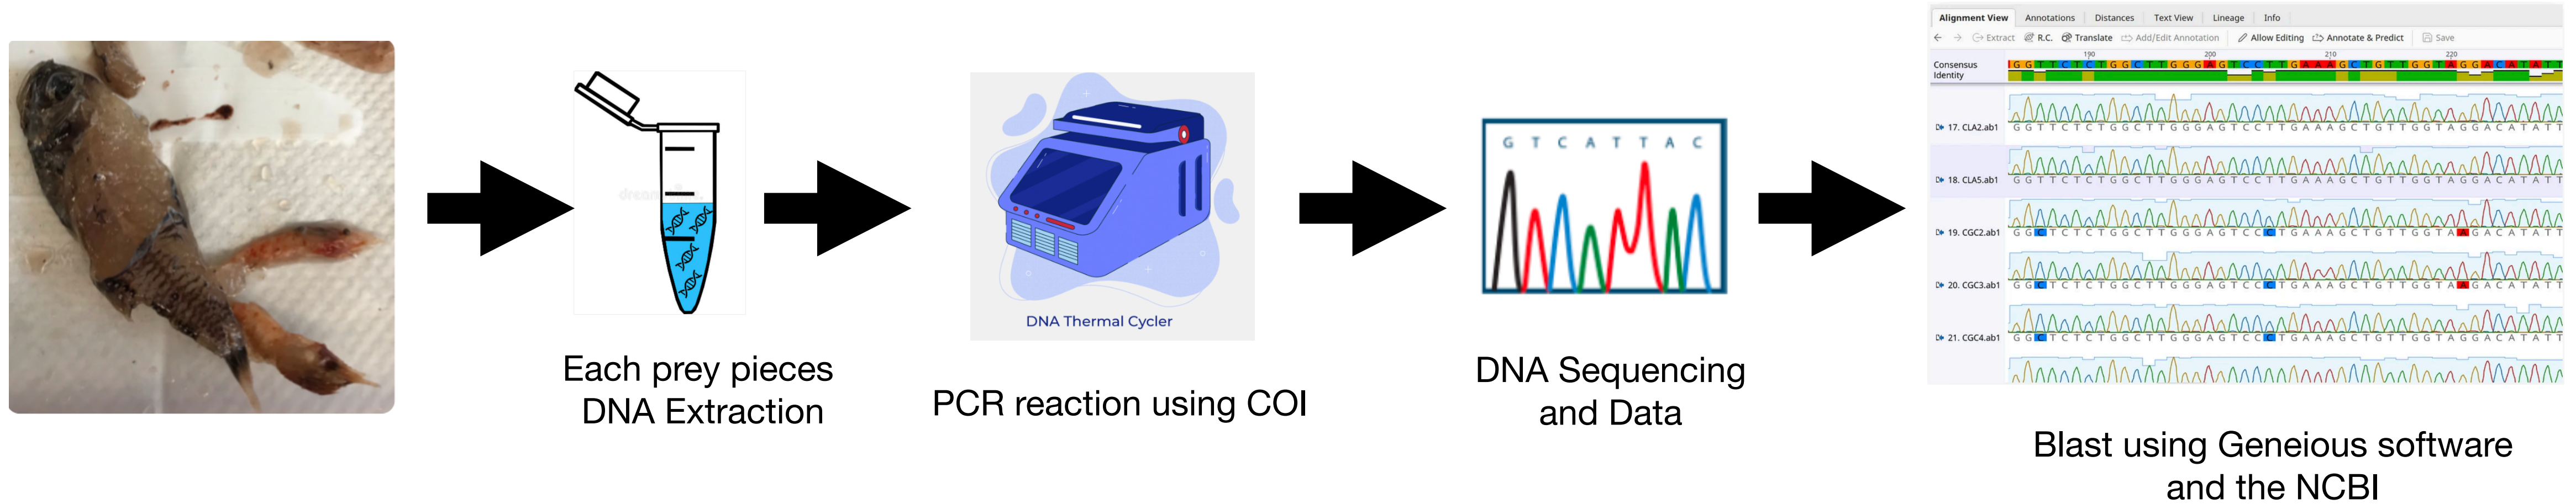 Alignment View Annotations Distances Text View Lineage Info
Extract R.C. Translate Add/Edit Annotation Allow Editing Annotate & Predict Save
190 200 210 220
Consensus G G T T C T C T G G C T T G G G A G T C C T T G A A A G C T G T T G G T A G G A C A T A T T
Identity
17. CLA2.ab1 G G T T C T C T G G C T T G G G A G T C C T T G A A A G C T G T T G G T A G G A C A T A T T
18. CLA5.ab1 G G T T C T C T G G C T T G G G A G T C C T T G A A A G C T G T T G G T A G G A C A T A T T
19. CGC2.ab1 G G C T C T C T G G C T T G G G A G T C C C T G A A A G C T G T T G G T A A G A C A T A T T
20. CGC3.ab1 G G C T C T C T G G C T T G G G A G T C C C T G A A A G C T G T T G G T A A G A C A T A T T
21. CGC4.ab1 G G C T C T C T G G C T T G G G A G T C C C T G A A A G C T G T T G G T A G G A C A T A T T
G T C A T T A C
DNA Thermal Cycler
Each prey pieces
DNA Extraction
PCR reaction using COI
DNA Sequencing
and Data
Blast using Geneious software
and the NCBI